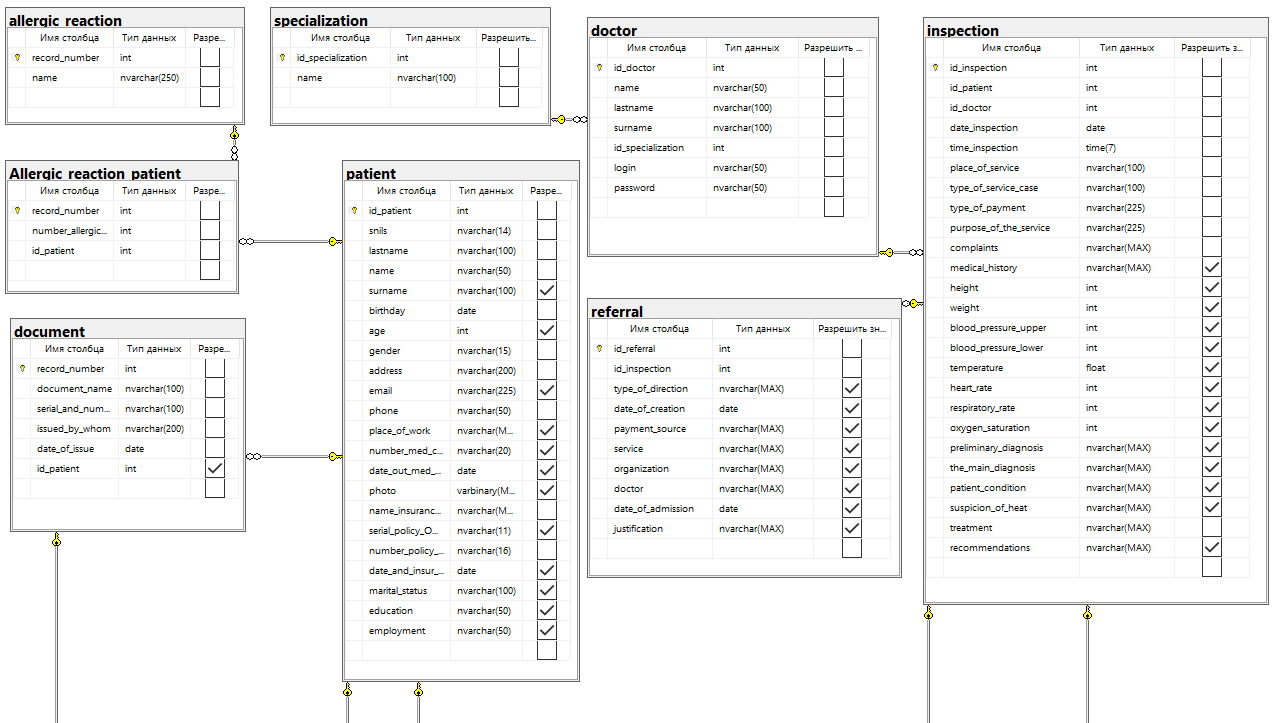 allergic_reaction
Имя столбца Тип данных Разре...
record_number int
name nvarchar(250)
specialization
Имя столбца Тип данных Разрешить...
id_specialization int
name nvarchar(100)
doctor
Имя столбца Тип данных Разрешить ...
id_doctor int
name nvarchar(50)
lastname nvarchar(100)
surname nvarchar(100)
id_specialization int
login nvarchar(50)
password nvarchar(50)
inspection
Имя столбца Тип данных Разрешить з...
id_inspection int
id_patient int
id_doctor int
date_inspection date
time_inspection time(7)
place_of_service nvarchar(100)
type_of_service_case nvarchar(100)
type_of_payment nvarchar(225)
purpose_of_the_service nvarchar(225)
complaints nvarchar(MAX)
medical_history nvarchar(MAX)
height int
weight int
blood_pressure_upper int
blood_pressure_lower int
temperature float
heart_rate int
respiratory_rate int
oxygen_saturation int
preliminary_diagnosis nvarchar(MAX)
the_main_diagnosis nvarchar(MAX)
patient_condition nvarchar(MAX)
suspicion_of_heat nvarchar(MAX)
treatment nvarchar(MAX)
recommendations nvarchar(MAX)
Allergic_reaction_patient
Имя столбца Тип данных Разре...
record_number int
number_allergic... int
id_patient int
patient
Имя столбца Тип данных Разре...
id_patient int
snils nvarchar(14)
lastname nvarchar(100)
name nvarchar(50)
surname nvarchar(100)
birthday date
age int
gender nvarchar(15)
address nvarchar(200)
email nvarchar(225)
phone nvarchar(50)
place_of_work nvarchar(M...
number_med_c... nvarchar(20)
date_out_med_... date
photo varbinary(M...
name_insuranc... nvarchar(M...
serial_policy_O... nvarchar(11)
number_policy_... nvarchar(16)
date_and_insur_... date
marital_status nvarchar(100)
education nvarchar(50)
employment nvarchar(50)
referral
Имя столбца Тип данных Разрешить зн...
id_referral int
id_inspection int
type_of_direction nvarchar(MAX)
date_of_creation date
payment_source nvarchar(MAX)
service nvarchar(MAX)
organization nvarchar(MAX)
doctor nvarchar(MAX)
date_of_admission date
justification nvarchar(MAX)
document
Имя столбца Тип данных Разре...
record_number int
document_name nvarchar(100)
serial_and_num... nvarchar(100)
issued_by_whom nvarchar(200)
date_of_issue date
id_patient int